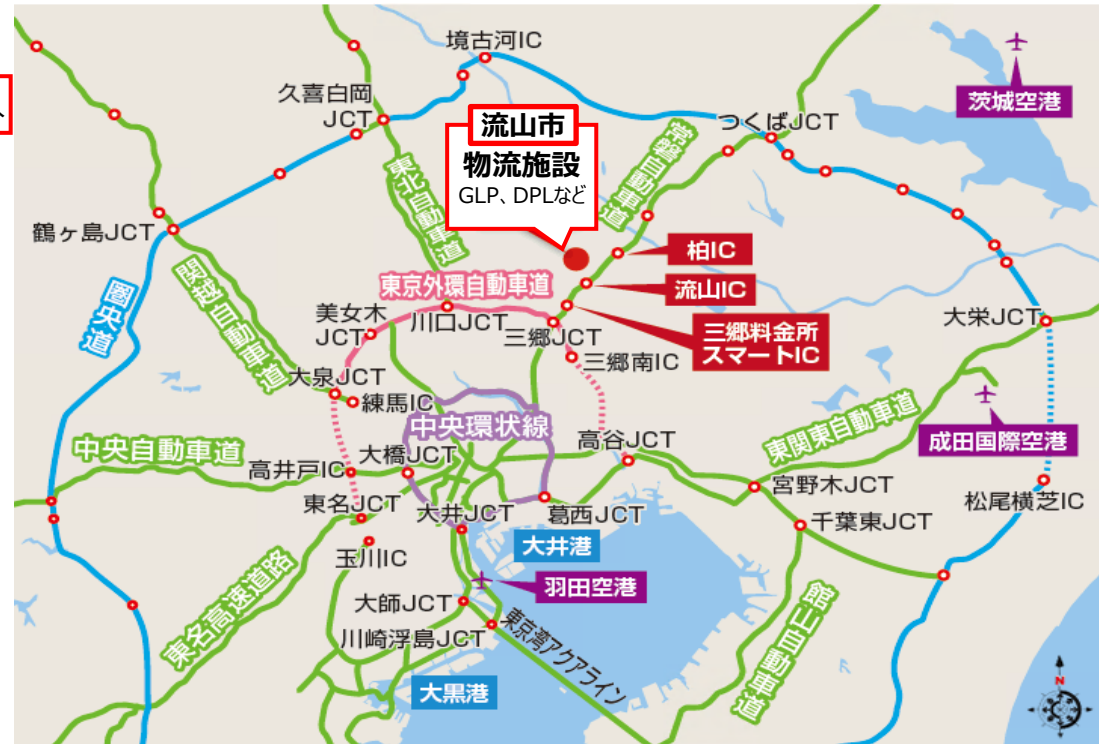 境古河IC
久喜白岡
JCT
流山市
物流施設
GLP、DPLなど
つくばJCT
茨城空港
常磐自動車道
東北自動車道
鶴ヶ島JCT
柏IC
流山IC
三郷料金所
スマートIC
東京外環自動車道
関越自動車道
圏央道
美女木
JCT
川口JCT
三郷JCT
三郷南IC
大栄JCT
大泉JCT
練馬IC
中央環状線
東関東自動車道
成田国際空港
中央自動車道
高井戸IC
大橋JCT
高谷JCT
宮野木JCT
松尾横芝IC
東名JCT
大井JCT
葛西JCT
千葉東JCT
玉川IC
大井港
羽田空港
東名高速道路
大師JCT
川崎浮島JCT
東京湾アクアライン
館山自動車道
大黒港
N